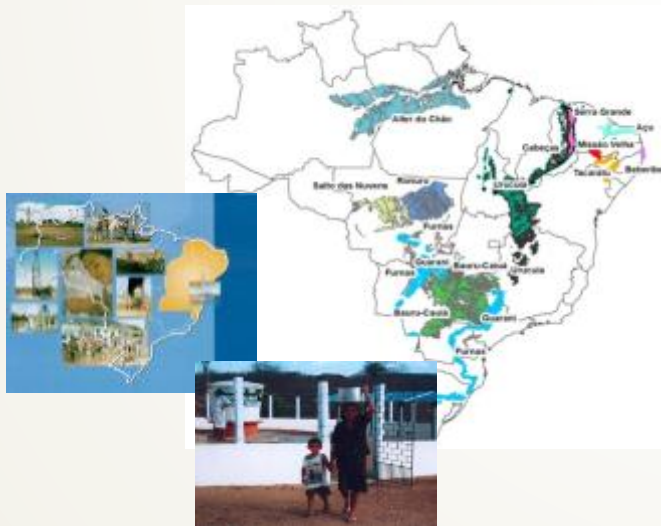 Serra Grande
Açu
Alter do Chão
Cabeças
Missão Velha
Tacaratu
Beberibe
Urucuia
Salto das Nuvens
Ronuro
Furnas
Guarani
Bauru-Caiuá
Urucuia
Furnas
Bauru-Caiuá
Guarani
Furnas